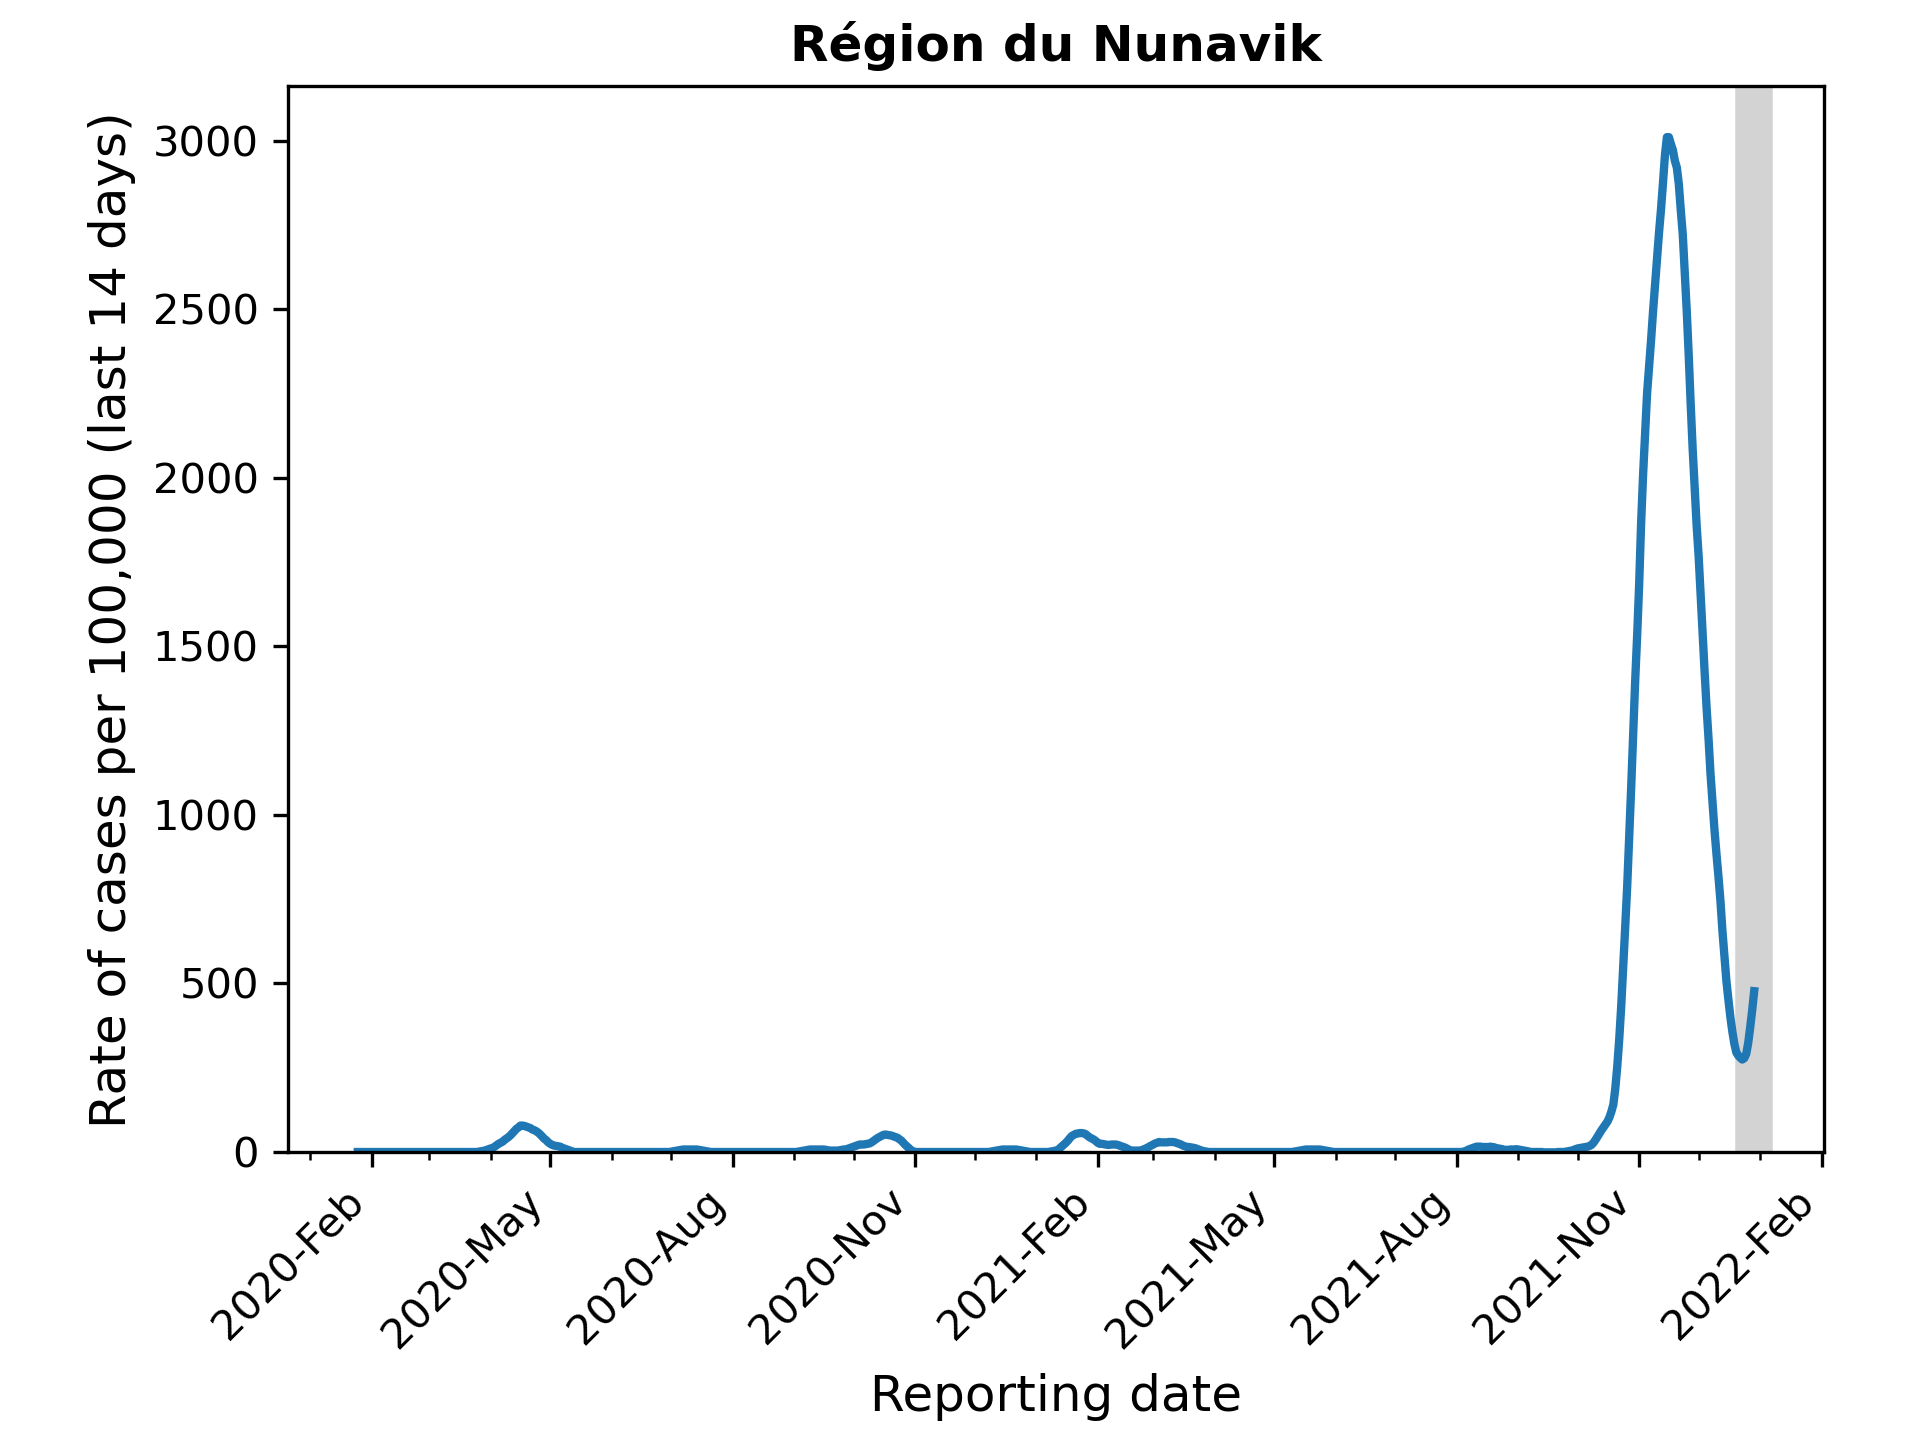 Région du Nunavik
Rate of cases per 100,000 (last 14 days)
3000
2500
2000
1500
1000
500
0
2020-Feb
2020-May
2020-Aug
2020-Nov
2021-Feb
2021-May
2021-Aug
2021-Nov
2022-Feb
Reporting date